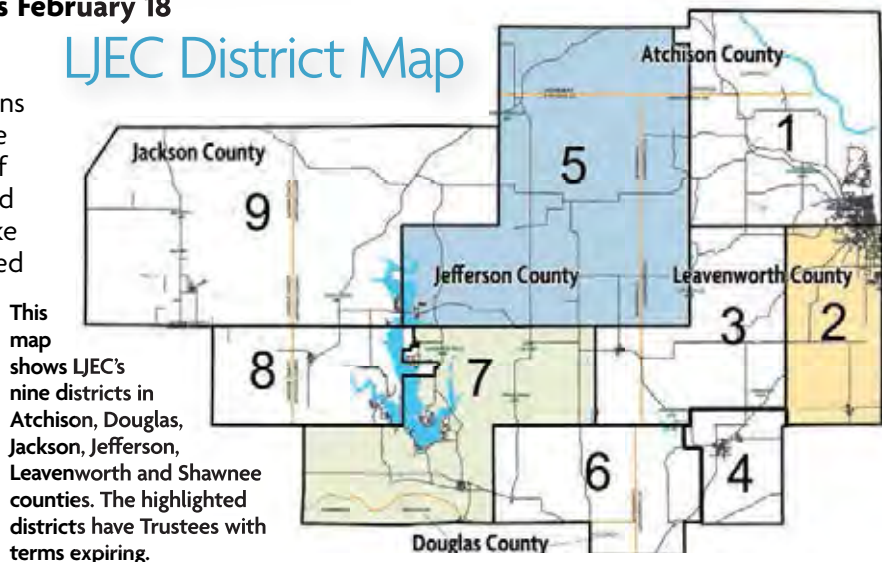 s February 18
LJEC District Map
ns
e
f
d
ke
ed
This
map
shows LJEC's
nine districts in
Atchison, Douglas,
Jackson, Jefferson,
Leavenworth and Shawnee
counties. The highlighted
districts have Trustees with
terms expiring.
Atchison County
1
Jackson County
5
9
Jefferson County
Leavenworth County
3
2
8
7
6
4
Douglas County